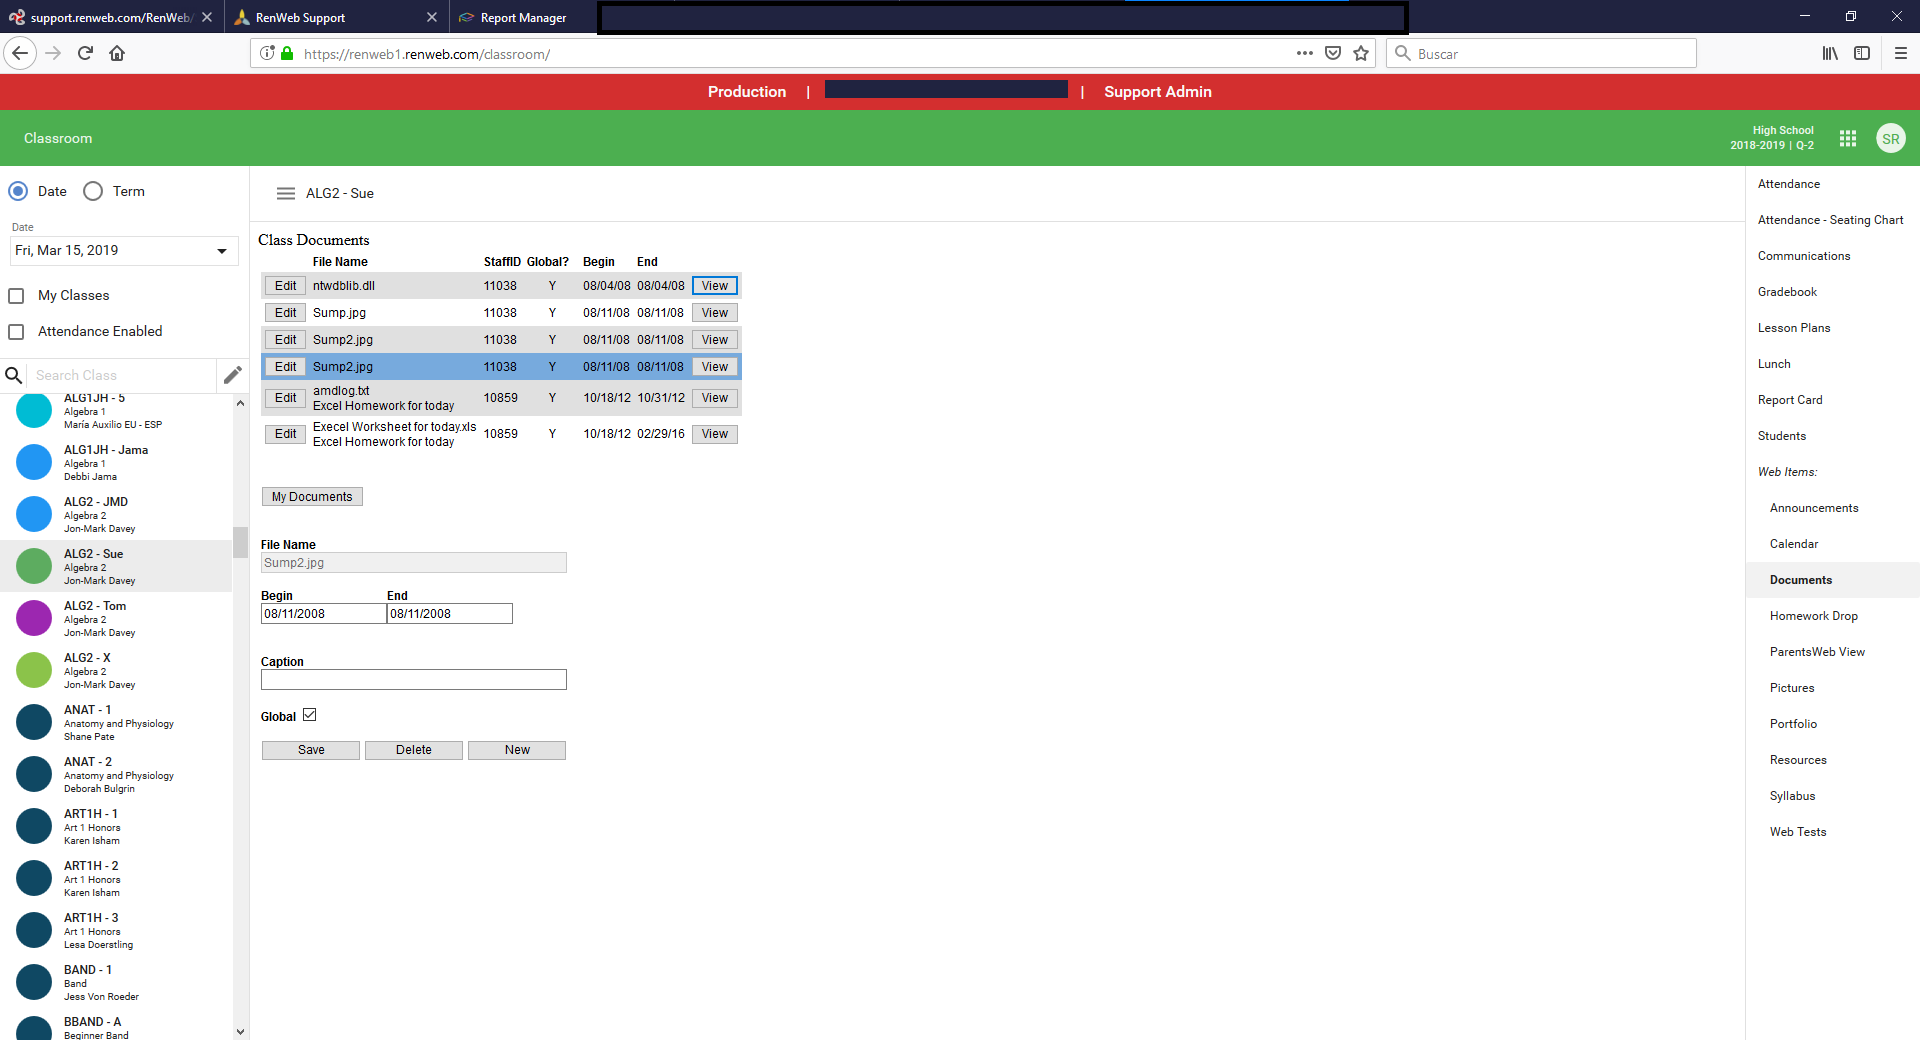 support.renweb.com/RenWeb/
RenWeb Support
Report Manager
https://renweb1.renweb.com/classroom/
Buscar
Production | | Support Admin
Classroom
High School
2018-2019 | Q-2
SR
Date
Term
Date
Fri, Mar 15, 2019
My Classes
Attendance Enabled
Search Class
ALG1JH - 5
Algebra 1
María Auxilio EU - ESP
ALG1JH - Jama
Algebra 1
Debbi Jama
ALG2 - JMD
Algebra 2
Jon-Mark Davey
ALG2 - Sue
Algebra 2
Jon-Mark Davey
ALG2 - Tom
Algebra 2
Jon-Mark Davey
ALG2 - X
Algebra 2
Jon-Mark Davey
ANAT - 1
Anatomy and Physiology
Shane Pate
ANAT - 2
Anatomy and Physiology
Deborah Bulgrin
ART1H - 1
Art 1 Honors
Karen Isham
ART1H - 2
Art 1 Honors
Karen Isham
ART1H - 3
Art 1 Honors
Lesa Doerstling
BAND - 1
Band
Jess Von Roeder
BBAND - A
Beginner Band
ALG2 - Sue
Class Documents
File Name StaffID Global? Begin End
Edit ntwdblib.dll 11038 Y 08/04/08 08/04/08 View
Edit Sump.jpg 11038 Y 08/11/08 08/11/08 View
Edit Sump2.jpg 11038 Y 08/11/08 08/11/08 View
Edit Sump2.jpg 11038 Y 08/11/08 08/11/08 View
Edit amdlog.txt 10859 Y 10/18/12 10/31/12 View
Excel Homework for today
Edit Execel Worksheet for today.xls 10859 Y 10/18/12 02/29/16 View
Excel Homework for today
My Documents
File Name
Sump2.jpg
Begin End
08/11/2008 08/11/2008
Caption
Global
Save Delete New
Attendance
Attendance - Seating Chart
Communications
Gradebook
Lesson Plans
Lunch
Report Card
Students
Web Items:
Announcements
Calendar
Documents
Homework Drop
ParentsWeb View
Pictures
Portfolio
Resources
Syllabus
Web Tests